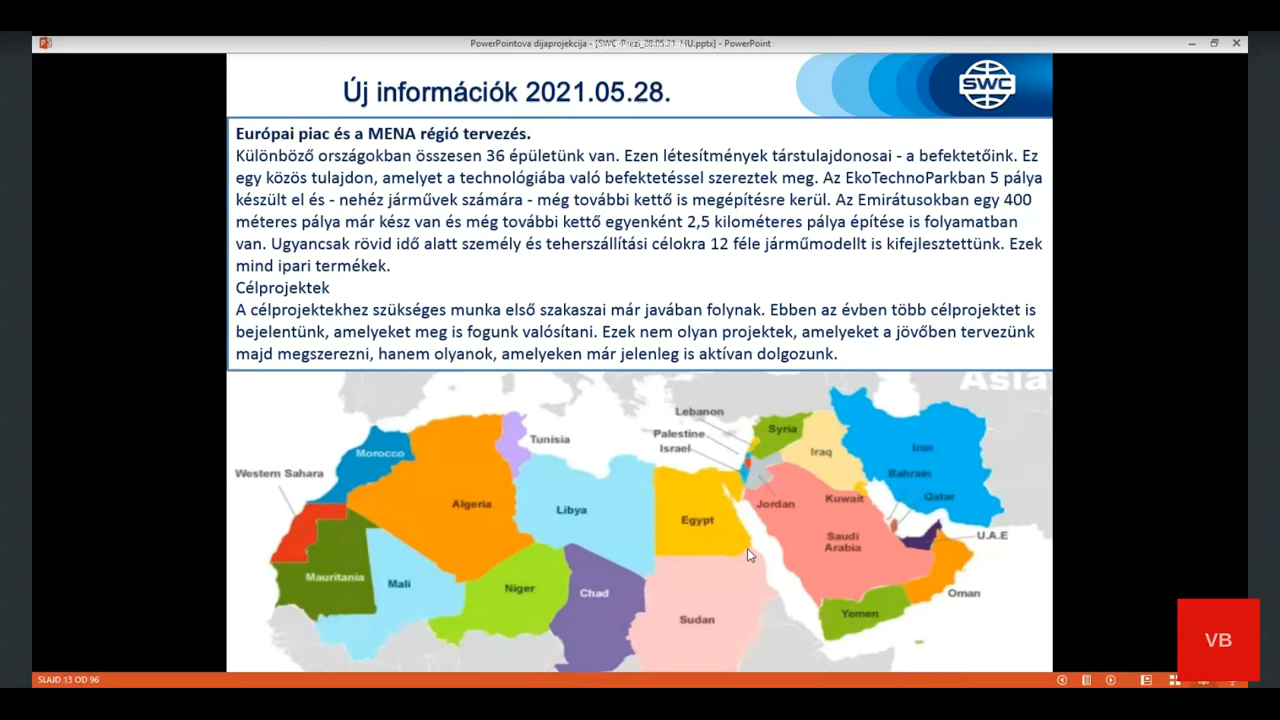 PowerPointova dijaprojekcija - [SWC-Prezi_20.05.21_HU.pptx] - PowerPoint
Új információk 2021.05.28.
SWC
Európai piac és a MENA régió tervezés.
Különböző országokban összesen 36 épületünk van. Ezen létesítmények társtulajdonosai - a befektetőink. Ez
egy közös tulajdon, amelyet a technológiába való befektetéssel szereztek meg. Az EkoTechnoParkban 5 pálya
készült el és - nehéz járművek számára - még további kettő is megépítésre kerül. Az Emirátusokban egy 400
méteres pálya már kész van és még további kettő egyenként 2,5 kilométeres pálya építése is folyamatban
van. Ugyancsak rövid idő alatt személy és teherszállítási célokra 12 féle járműmodellt is kifejlesztettünk. Ezek
mind ipari termékek.
Célprojektek
A célprojektekhez szükséges munka első szakaszai már javában folynak. Ebben az évben több célprojektet is
bejelentünk, amelyeket meg is fogunk valósítani. Ezek nem olyan projektek, amelyeket a jövőben tervezünk
majd megszerezni, hanem olyanok, amelyeken már jelenleg is aktívan dolgozunk.
Asia
Lebanon
Syria
Palestine
Tunisia
Israel
Iran
Morocco
Iraq
Western Sahara
Bahrain
Kuwait
Qatar
Algeria
Jordan
Libya
Egypt
U.A.E
Saudi
Arabia
Mauritania
Mali
Niger
Chad
Oman
Yemen
Sudan
VB
SLAJD 13 OD 96